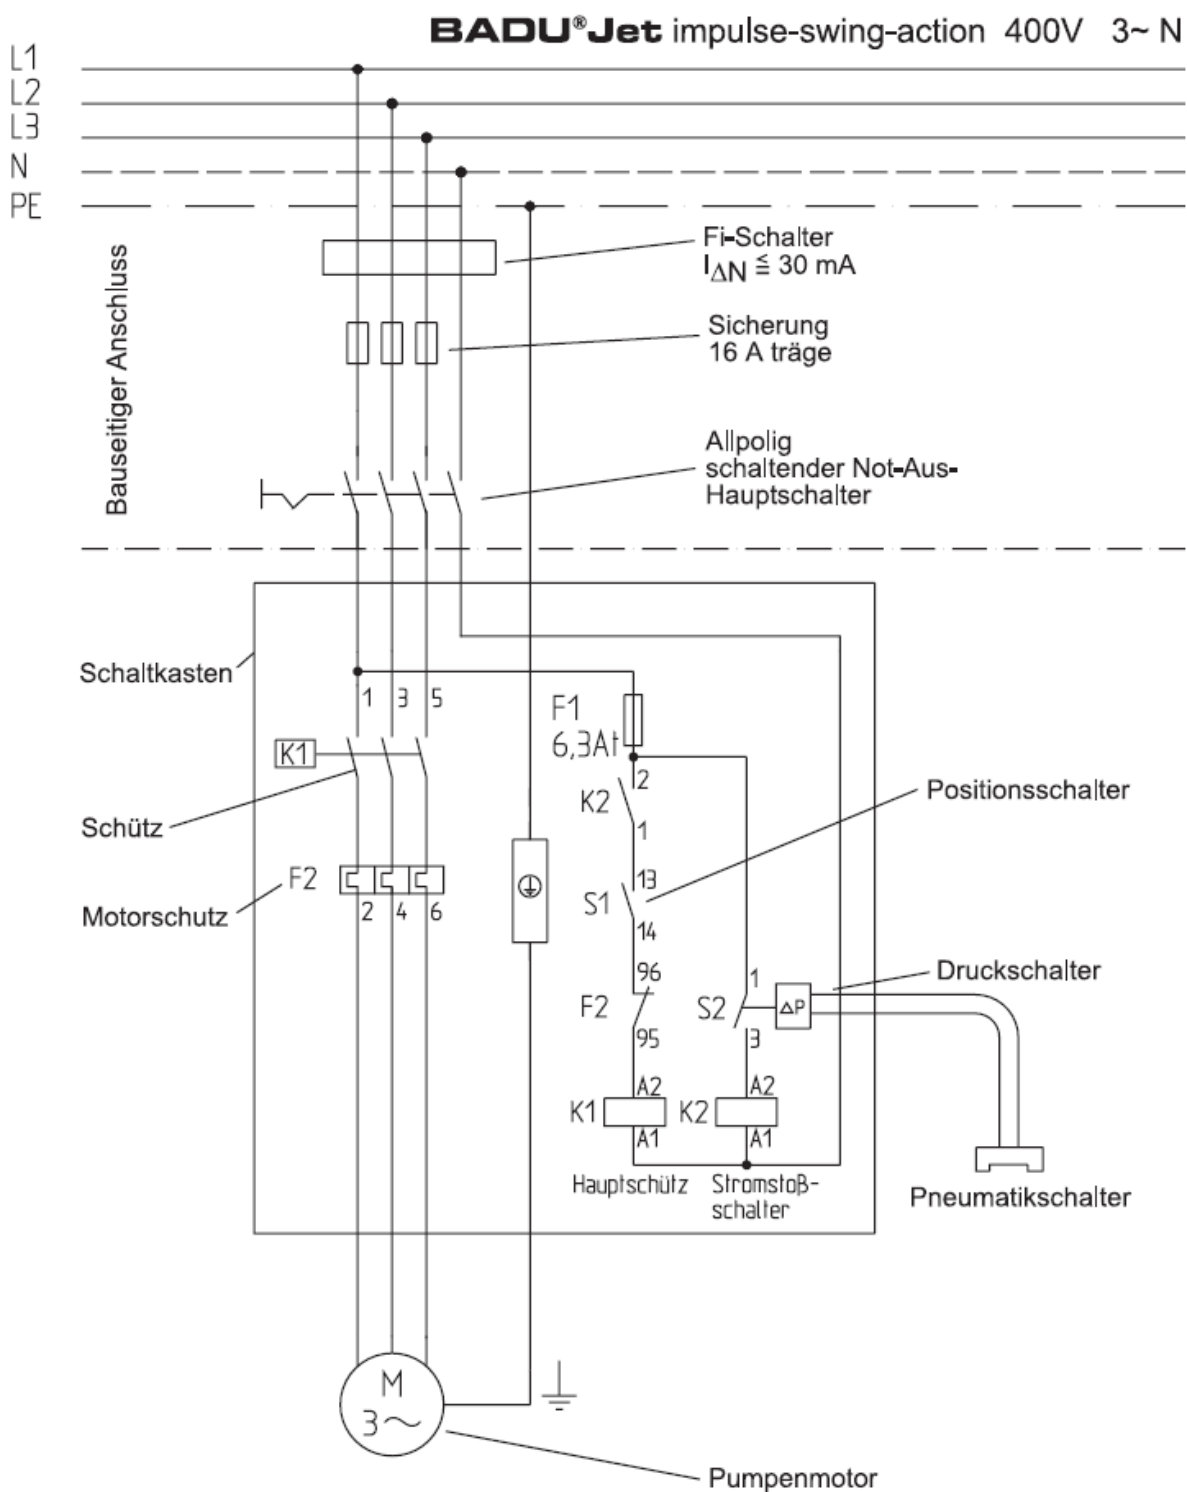 BADU®Jet impulse-swing-action 400V 3~ N
L1
L2
L3
N
PE
Bauseitiger Anschluss
Fi-Schalter
I∆N ≦ 30 mA
Sicherung
16 A träge
Allpolig
schaltender Not-Aus-
Hauptschalter
Schaltkasten
1 3 5
F1
6,3At
K1
2
K2
1
Positionsschalter
Schütz
13
S1
14
F2
2 4 6
Motorschutz
96
F2
95
1
S2
3
∆P
Druckschalter
A2
K1
A1
A2
K2
A1
Hauptschütz
Stromstoß-
schalter
Pneumatikschalter
M
3~
Pumpenmotor